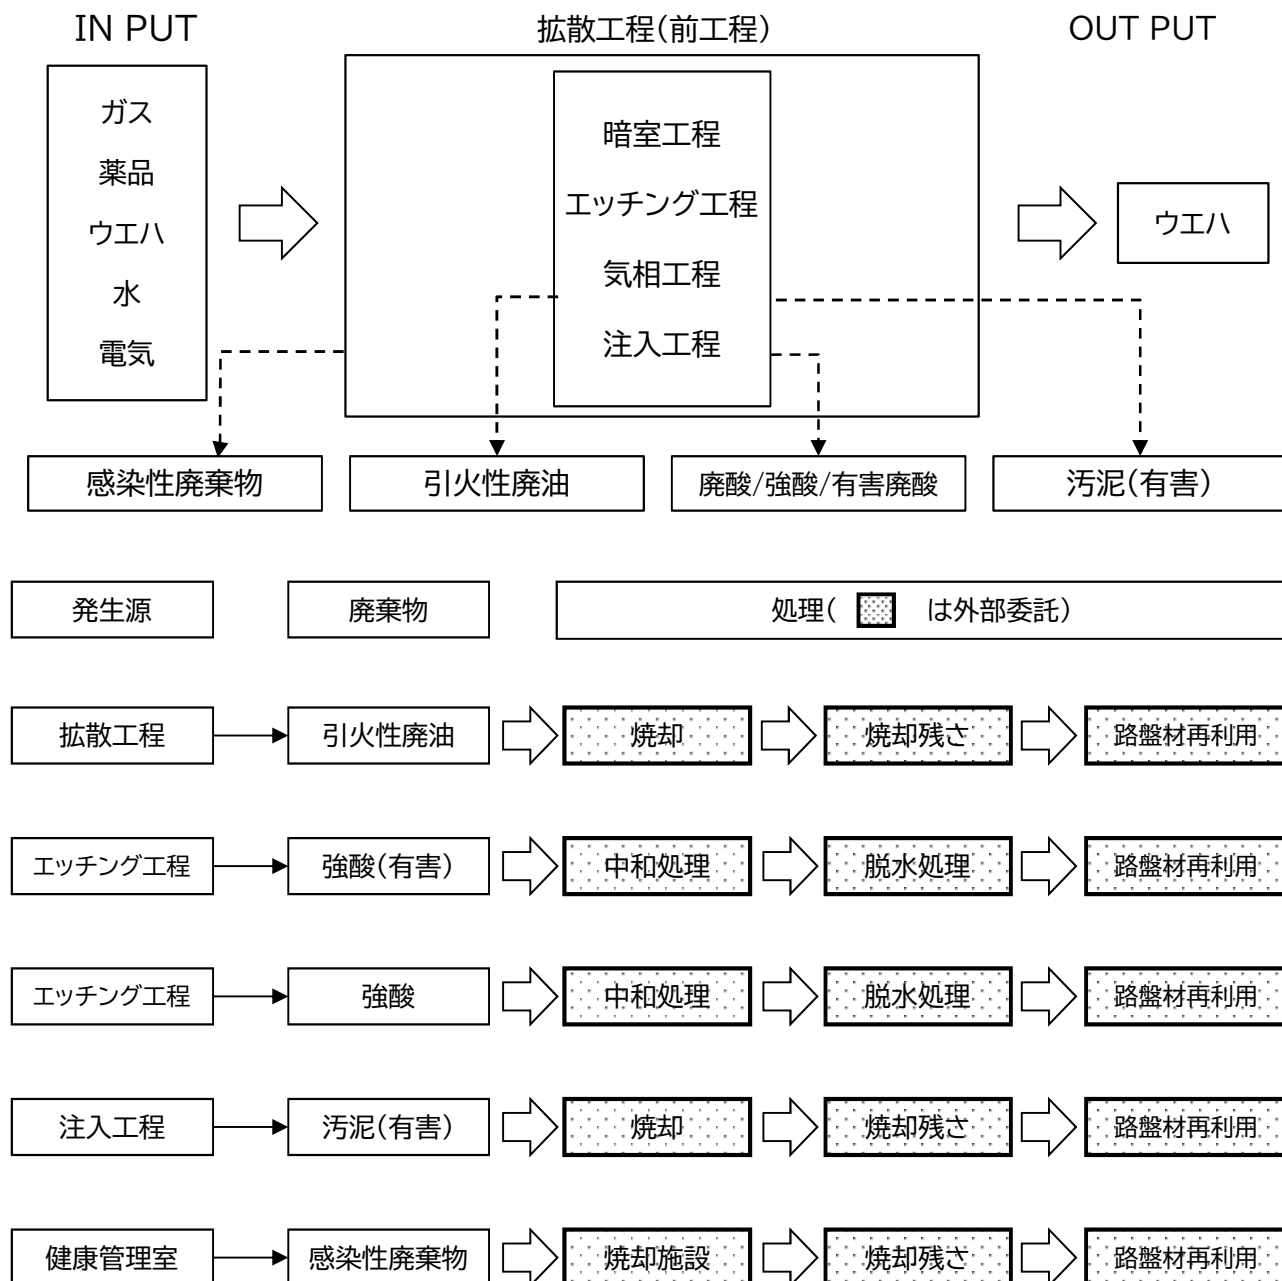 IN PUT
拡散工程(前工程)
OUT PUT
ガス
薬品
ウエハ
水
電気
暗室工程
エッチング工程
気相工程
注入工程
ウエハ
感染性廃棄物
引火性廃油
廃酸/強酸/有害廃酸
汚泥(有害)
発生源
廃棄物
処理( は外部委託)
拡散工程
引火性廃油
焼却
焼却残さ
路盤材再利用
エッチング工程
強酸(有害)
中和処理
脱水処理
路盤材再利用
エッチング工程
強酸
中和処理
脱水処理
路盤材再利用
注入工程
汚泥(有害)
焼却
焼却残さ
路盤材再利用
健康管理室
感染性廃棄物
焼却施設
焼却残さ
路盤材再利用